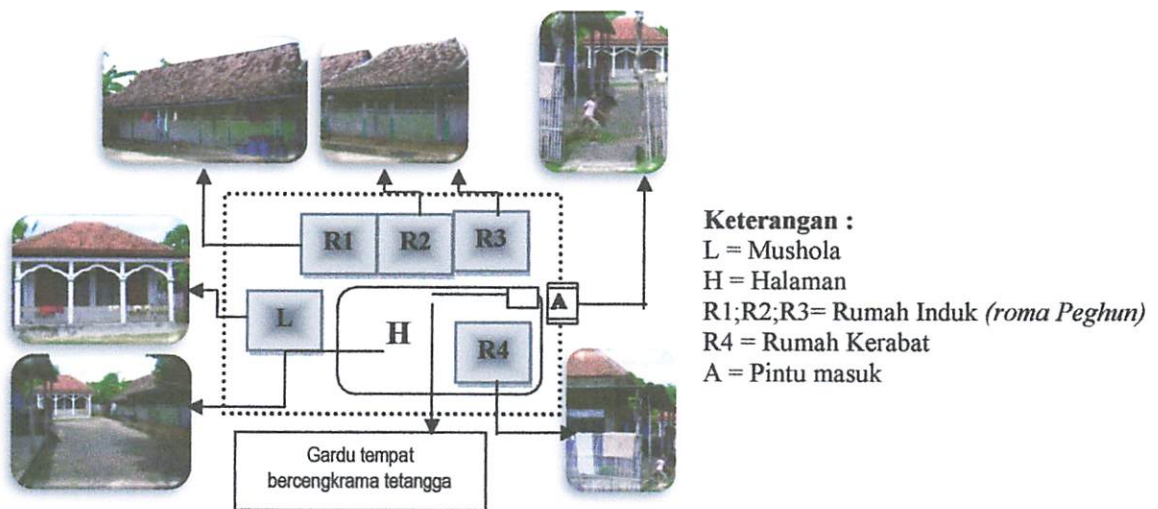 R1 R2 R3
L H R4 A
Gardu tempat
bercengkrama tetangga
Keterangan :
L = Mushola
H = Halaman
R1;R2;R3= Rumah Induk (roma Peghun)
R4 = Rumah Kerabat
A = Pintu masuk